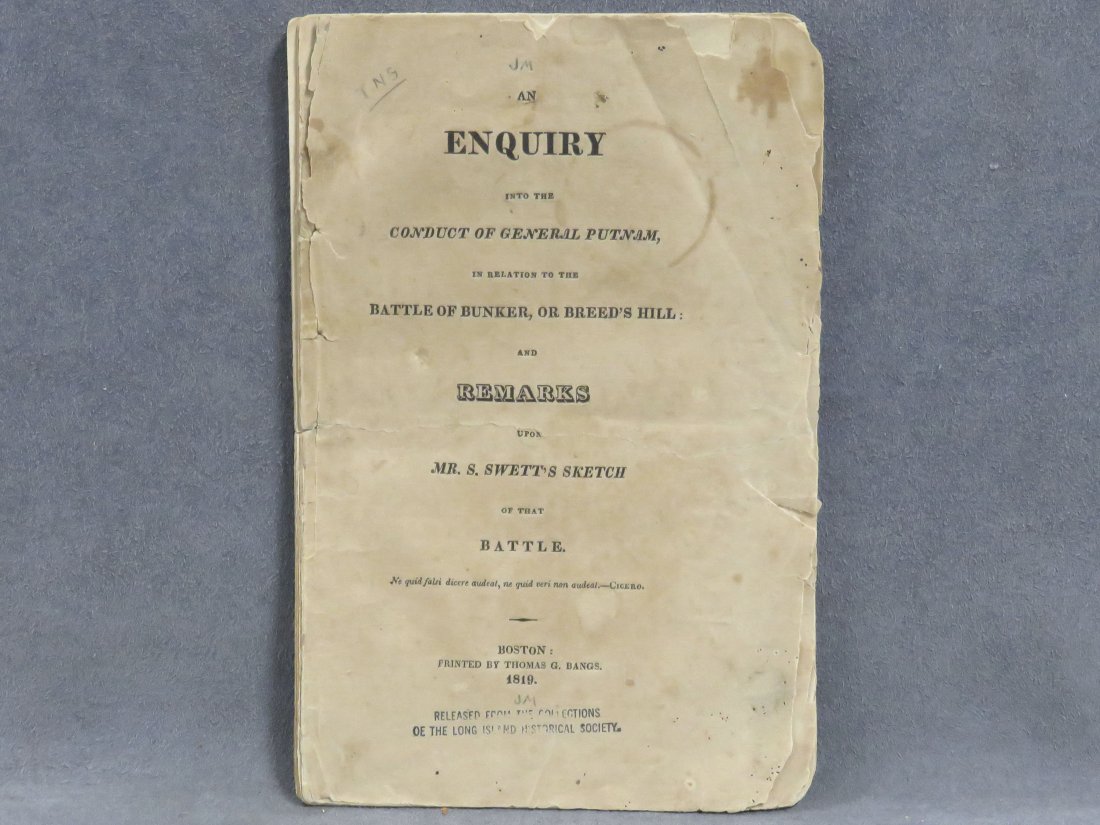 JM
TNS
AN
ENQUIRY
INTO THE
CONDUCT OF GENERAL PUTNAM,
IN RELATION TO THE
BATTLE OF BUNKER, OR BREED'S HILL:
AND
REMARKS
UPON
MR. S. SWETT'S SKETCH
OF THAT
BATTLE.
Ne quid falsi dicere audeat, ne quid veri non audeat.—CICERO.
BOSTON:
PRINTED BY THOMAS G. BANGS.
1819.
JM
RELEASED FROM THE COLLECTIONS
OF THE LONG ISLAND HISTORICAL SOCIETY.